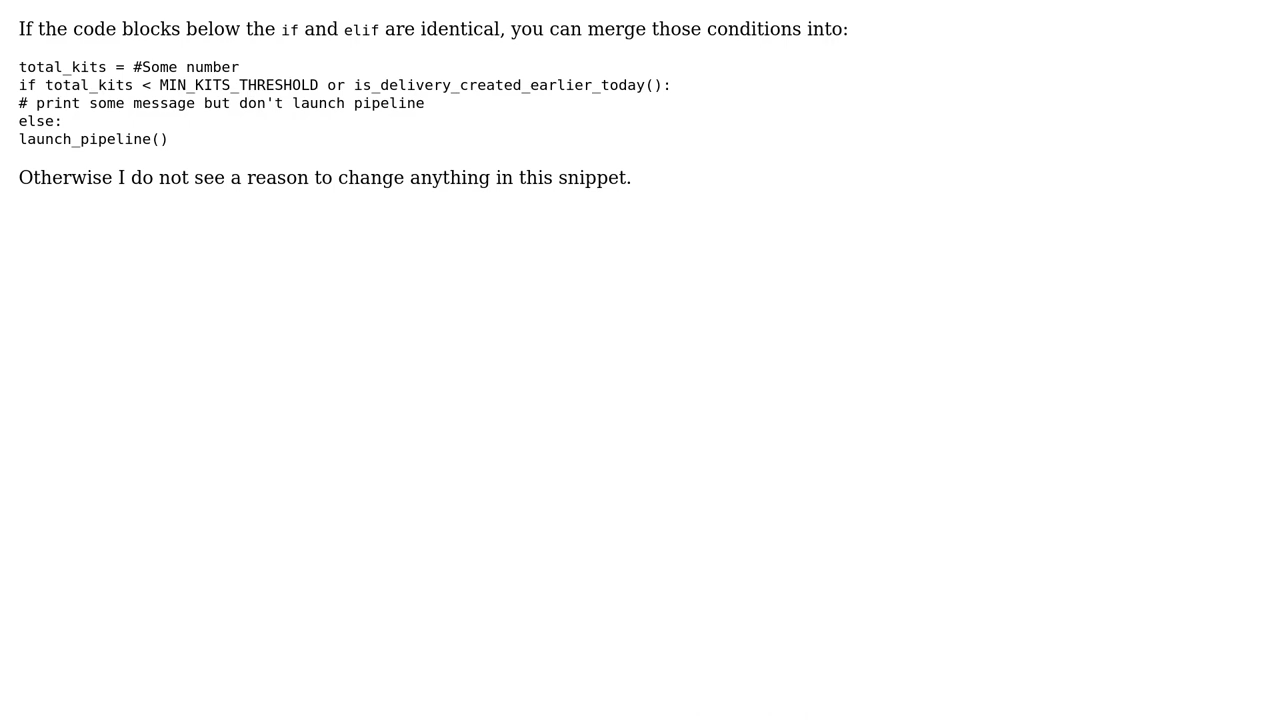 If the code blocks below the if and elif are identical, you can merge those conditions into:
total_kits = #Some number
if total_kits < MIN_KITS_THRESHOLD or is_delivery_created_earlier_today():
# print some message but don't launch pipeline
else:
launch_pipeline()
Otherwise I do not see a reason to change anything in this snippet.